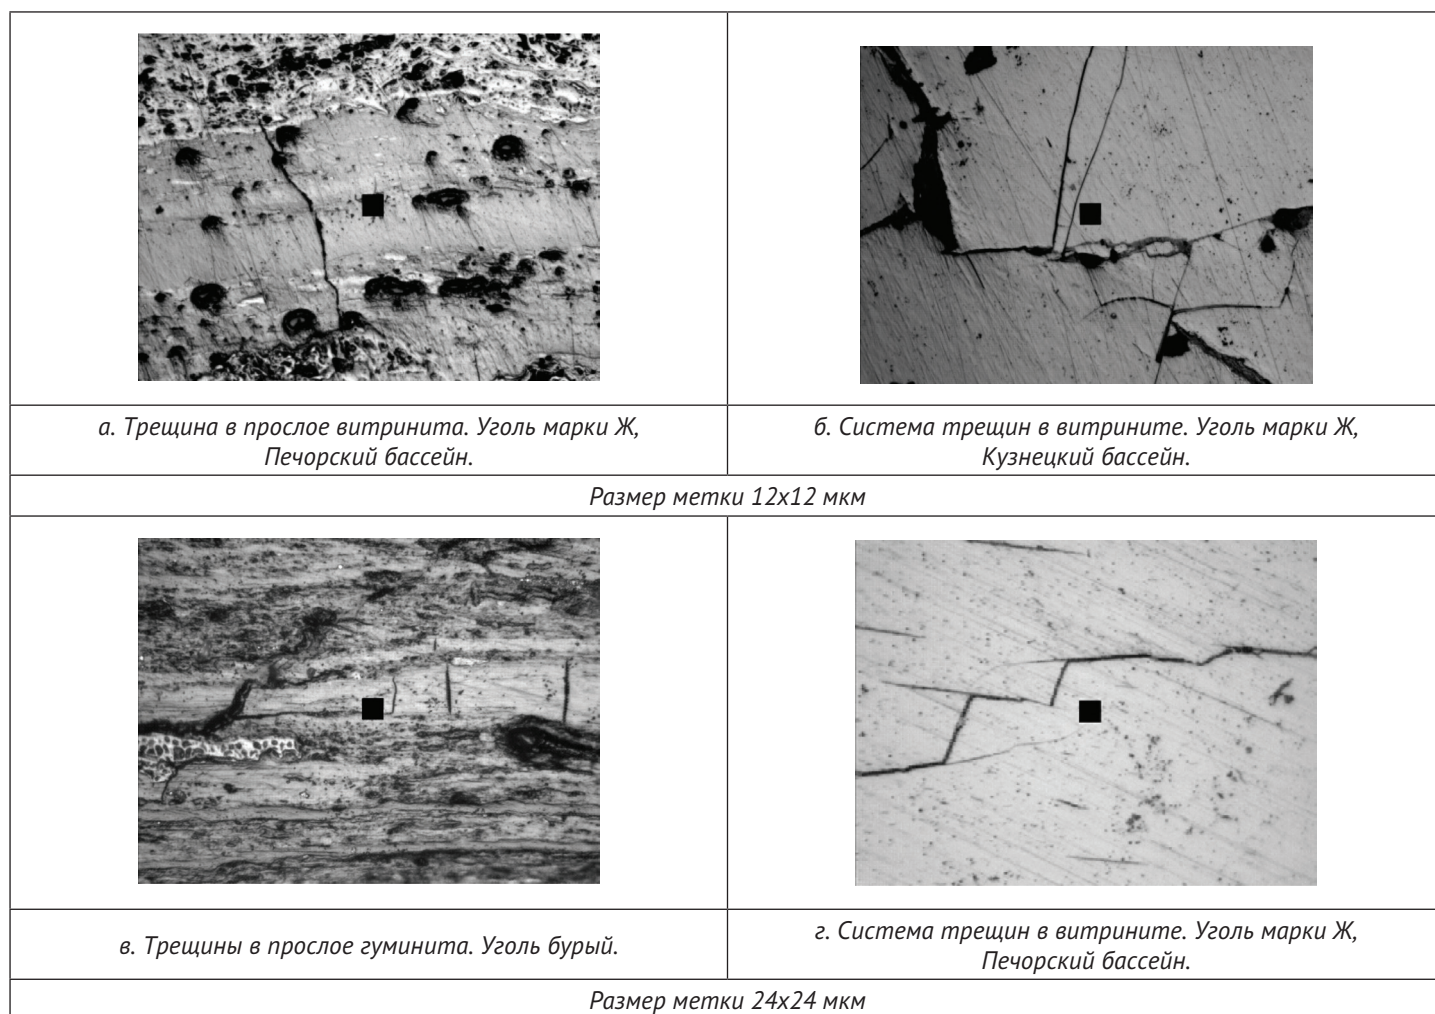 а. Трещина в прослое витринита. Уголь марки Ж,
Печорский бассейн.
б. Система трещин в витрините. Уголь марки Ж,
Кузнецкий бассейн.
Размер метки 12х12 мкм
в. Трещины в прослое гуминита. Уголь бурый.
г. Система трещин в витрините. Уголь марки Ж,
Печорский бассейн.
Размер метки 24х24 мкм